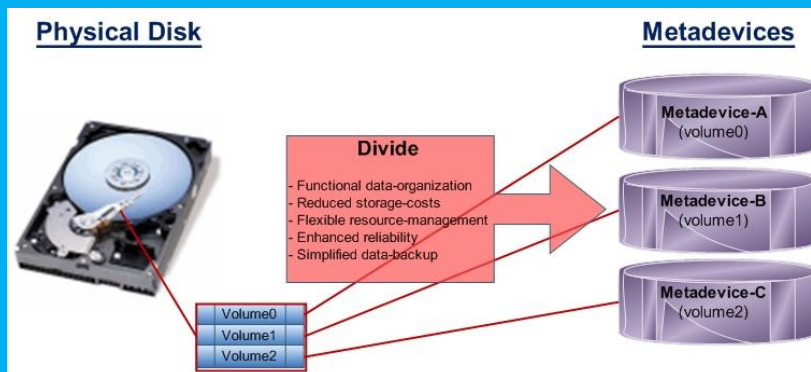 Physical Disk
Metadevices
Divide
- Functional data-organization
- Reduced storage-costs
- Flexible resource-management
- Enhanced reliability
- Simplified data-backup
Metadevice-A
(volume0)
Metadevice-B
(volume1)
Metadevice-C
(volume2)
Volume0
Volume1
Volume2